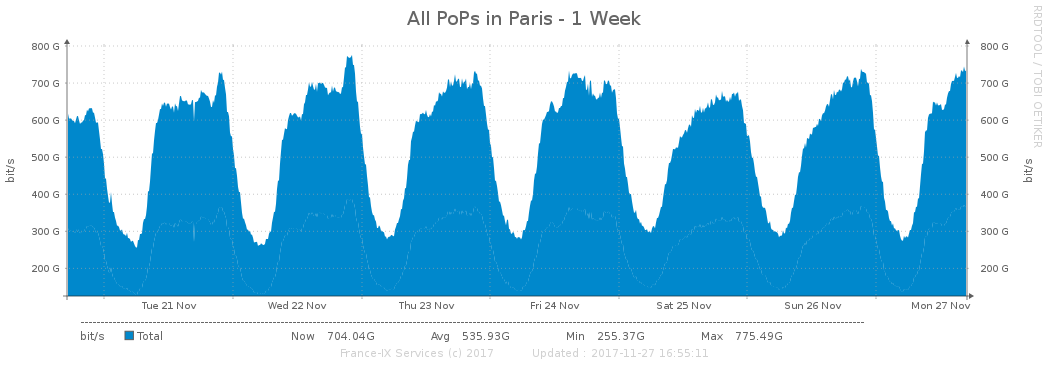 All PoPs in Paris - 1 Week
RRDTOOL / TOBI OETIKER
800 G 800 G
700 G 700 G
600 G 600 G
500 G 500 G
400 G 400 G
300 G 300 G
200 G 200 G
bit/s
bit/s
Tue 21 Nov Wed 22 Nov Thu 23 Nov Fri 24 Nov Sat 25 Nov Sun 26 Nov Mon 27 Nov
bit/s Total Now 704.04G Avg 535.93G Min 255.37G Max 775.49G
France-IX Services (c) 2017 Updated : 2017-11-27 16:55:11